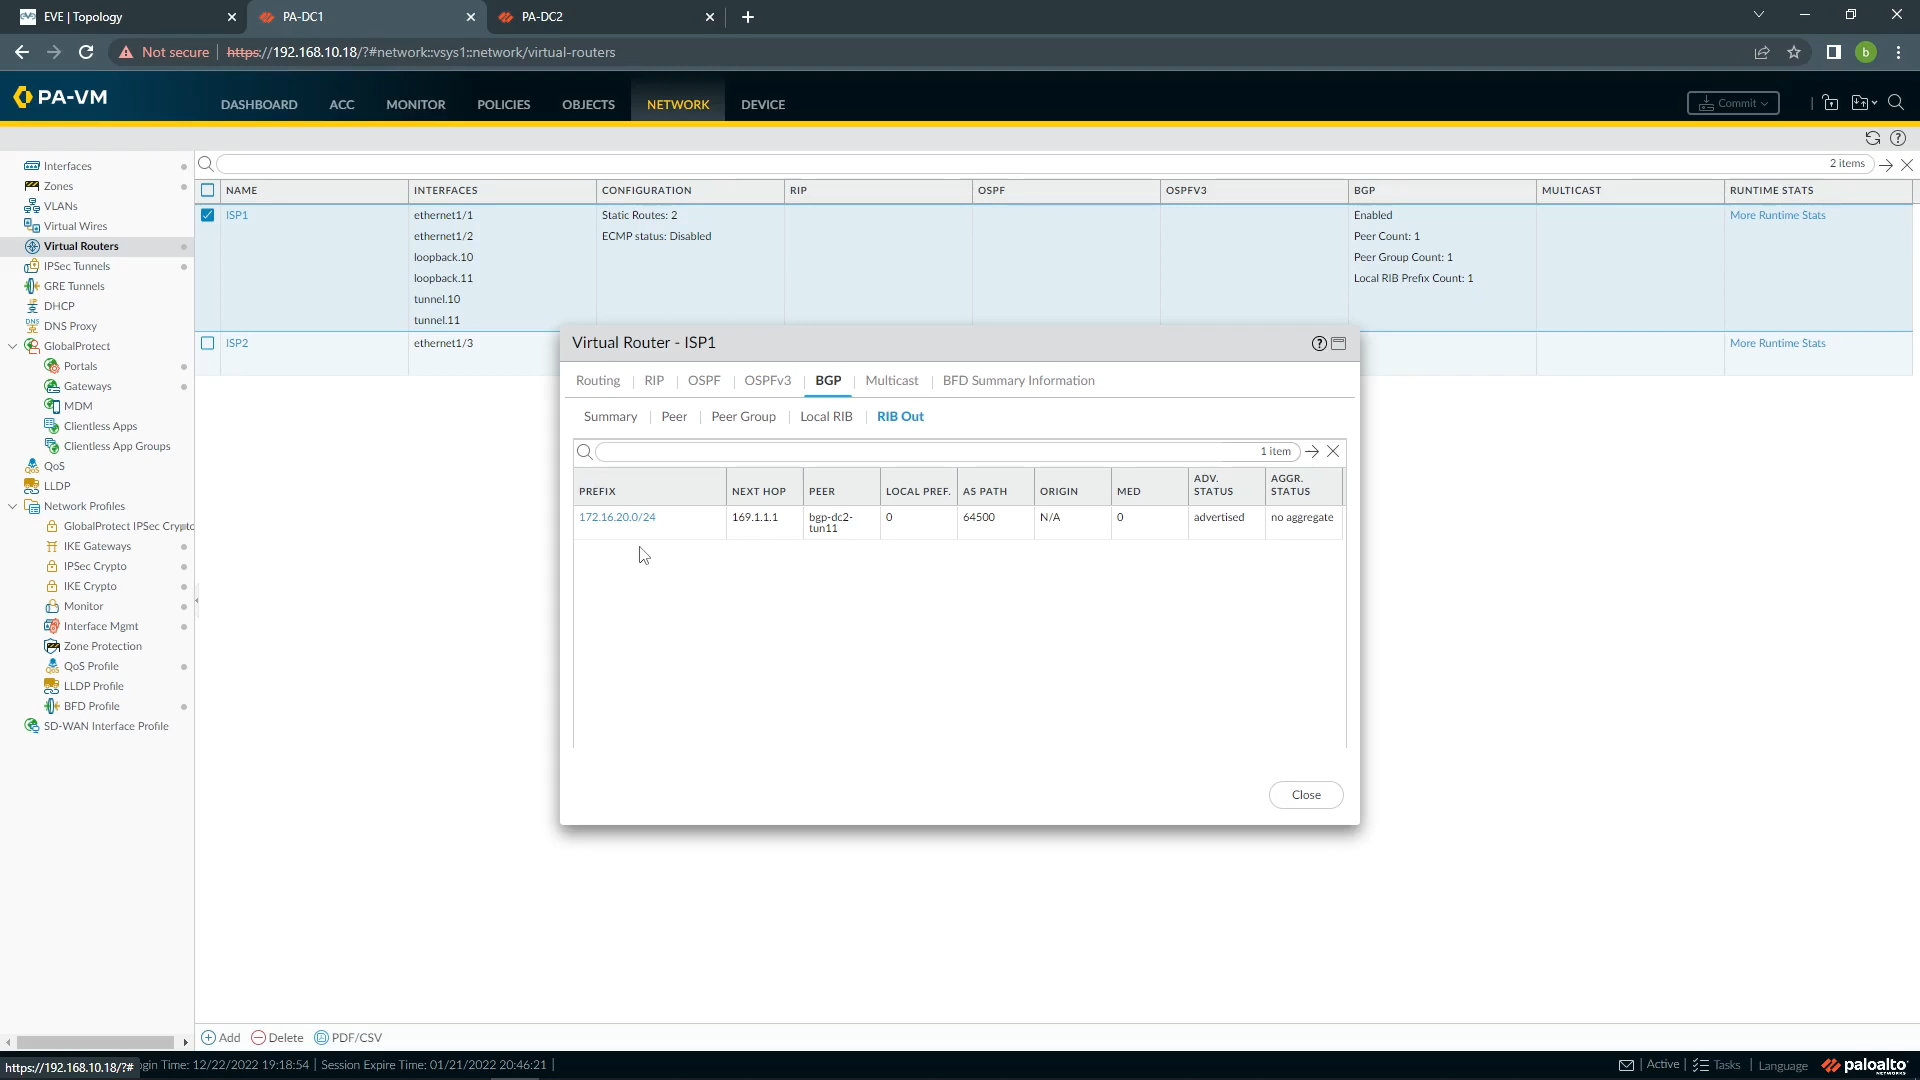 EVE | Topology
PA-DC1
PA-DC2
Not secure
https://192.168.10.18/?#network::vsys1::network/virtual-routers
b
PA-VM
DASHBOARD
ACC
MONITOR
POLICIES
OBJECTS
NETWORK
DEVICE
Commit
Interfaces
Zones
VLANs
Virtual Wires
Virtual Routers
IPSec Tunnels
GRE Tunnels
DHCP
DNS Proxy
GlobalProtect
Portals
Gateways
MDM
Clientless Apps
Clientless App Groups
QoS
LLDP
Network Profiles
GlobalProtect IPSec Crypto
IKE Gateways
IPSec Crypto
IKE Crypto
Monitor
Interface Mgmt
Zone Protection
QoS Profile
LLDP Profile
BFD Profile
SD-WAN Interface Profile
2 items
NAME INTERFACES CONFIGURATION RIP OSPF OSPFV3 BGP MULTICAST RUNTIME STATS
ISP1 ethernet1/1 Static Routes: 2 Enabled More Runtime Stats
ethernet1/2 ECMP status: Disabled Peer Count: 1
loopback.10 Peer Group Count: 1
loopback.11 Local RIB Prefix Count: 1
tunnel.10
tunnel.11
ISP2 ethernet1/3 More Runtime Stats
Virtual Router - ISP1
Routing RIP OSPF OSPFv3 BGP Multicast BFD Summary Information
Summary Peer Peer Group Local RIB RIB Out
1 item
PREFIX NEXT HOP PEER LOCAL PREF. AS PATH ORIGIN MED ADV. STATUS AGGR. STATUS
172.16.20.0/24 169.1.1.1 bgp-dc2-tun11 0 64500 N/A 0 advertised no aggregate
Close
Add Delete PDF/CSV
https://192.168.10.18/?#
gin Time: 12/22/2022 19:18:54 | Session Expire Time: 01/21/2022 20:46:21 |
Active Tasks Language paloalto
NETWORKS